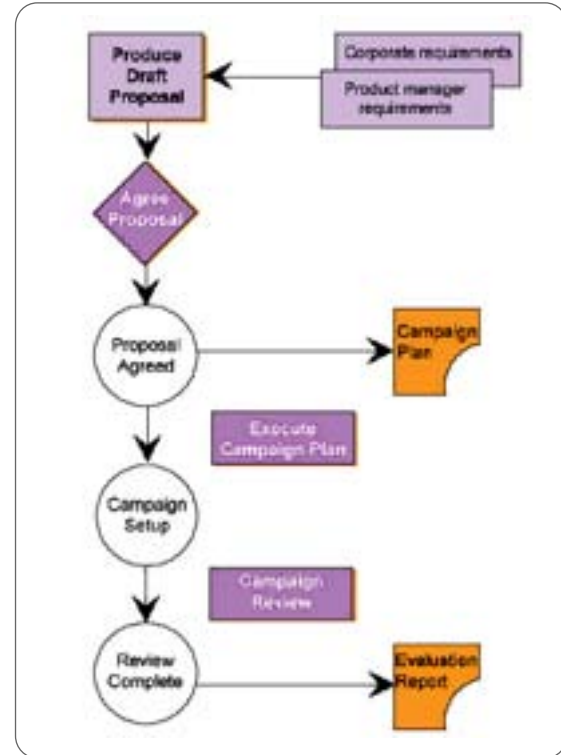 Produce
Draft
Proposal
Corporate requirements
Product manager
requirements
Agree
Proposal
Proposal
Agreed
Campaign
Plan
Execute
Campaign Plan
Campaign
Setup
Campaign
Review
Review
Complete
Evaluation
Report